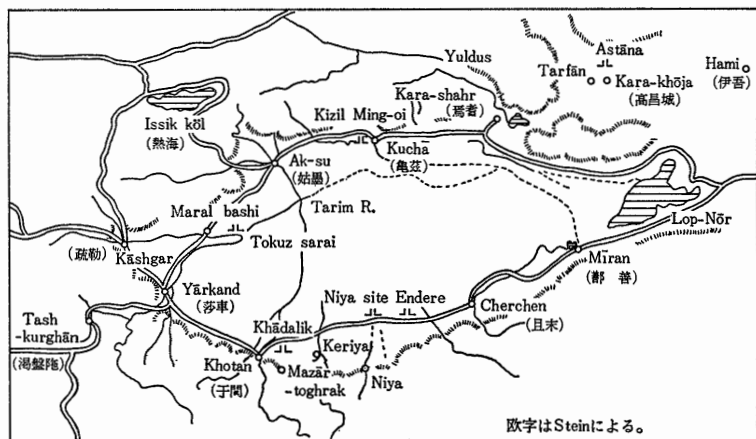 Yuldus
Astāna
Tarfān
Hami
(伊吾)
Kara-khōja
(高昌城)
Issik köl
(熱海)
Kizil Ming-oi
Kara-shahr
(焉耆)
Kuchā
(亀茲)
Ak-su
(姑墨)
Maral bashi
Tarim R.
Tokuz sarai
(疏勒)
Kāshgar
Lop-Nōr
Mīran
(鄯善)
Yārkand
(莎車)
Niya site
Endere
Cherchen
(且末)
Tash
-kurghān
(渇盤陁)
Khādalik
Keriya
Khotan
(于闐)
Mazār
-toghrak
Niya
欧字はSteinによる。